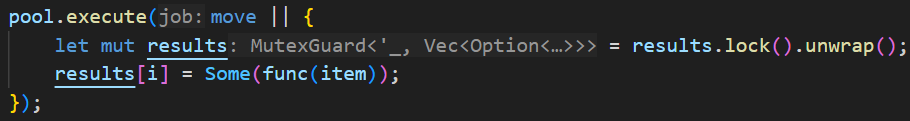 pool.execute(job: move || {
    let mut results: MutexGuard<'_, Vec<Option<…>>> = results.lock().unwrap();
    results[i] = Some(func(item));
});